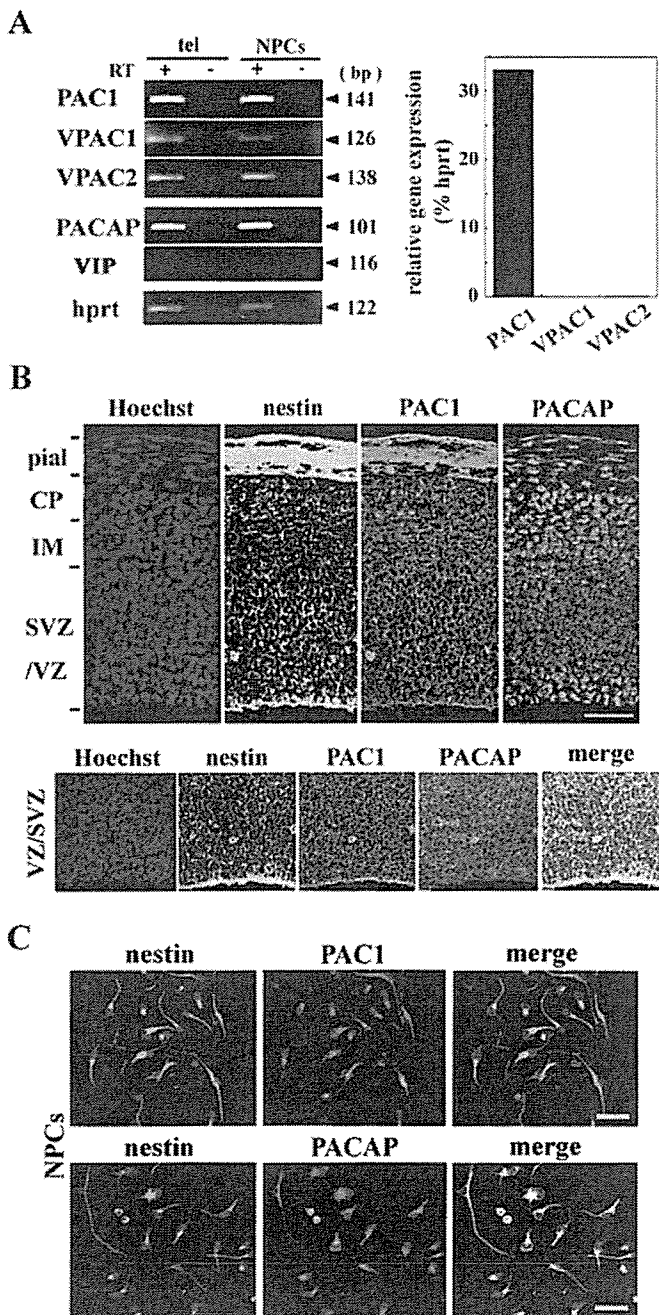 A
tel NPCs
RT + - + - (bp)
PAC1 141
VPAC1 126
VPAC2 138
PACAP 101
VIP 116
hprt 122
relative gene expression
(% hprt)
30
20
10
0
PAC1
VPAC1
VPAC2
B
Hoechst nestin PAC1 PACAP
pial
CP
IM
SVZ
/VZ
Hoechst nestin PAC1 PACAP merge
VZ/SVZ
C
nestin PAC1 merge
NPCs
nestin PACAP merge